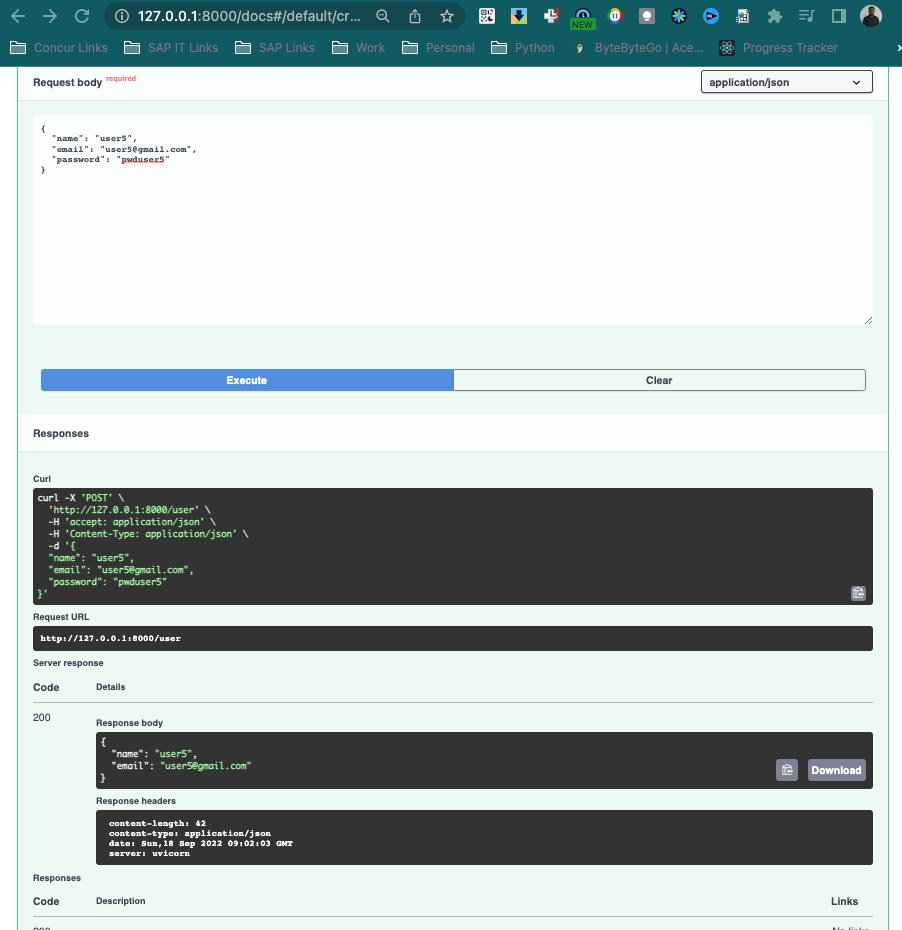 127.0.0.1:8000/docs#/default/cr...
NEW
Concur Links
SAP IT Links
SAP Links
Work
Personal
Python
ByteByteGo | Ace...
Progress Tracker
Request body required
application/json
{
"name": "user5",
"email": "user5@gmail.com",
"password": "pwduser5"
}
Execute
Clear
Responses
Curl
curl -X 'POST' \
'http://127.0.0.1:8000/user' \
-H 'accept: application/json' \
-H 'Content-Type: application/json' \
-d '{
"name": "user5",
"email": "user5@gmail.com",
"password": "pwduser5"
}'
Request URL
http://127.0.0.1:8000/user
Server response
Code Details
200
Response body
{
"name": "user5",
"email": "user5@gmail.com"
}
Download
Response headers
content-length: 42
content-type: application/json
date: Sun,18 Sep 2022 09:02:03 GMT
server: uvicorn
Responses
Code Description Links